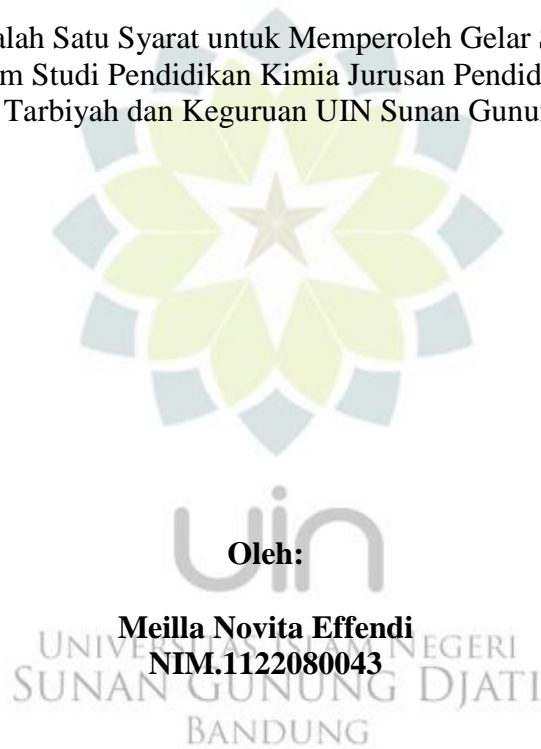 alah Satu Syarat untuk Memperoleh Gelar
m Studi Pendidikan Kimia Jurusan Pendid
Tarbiyah dan Keguruan UIN Sunan Gunu
uin
Oleh:
Meilla Novita Effendi
UNIVERSITAS ISLAM NEGERI
NIM.1122080043
SUNAN GUNUNG DJATI
BANDUNG